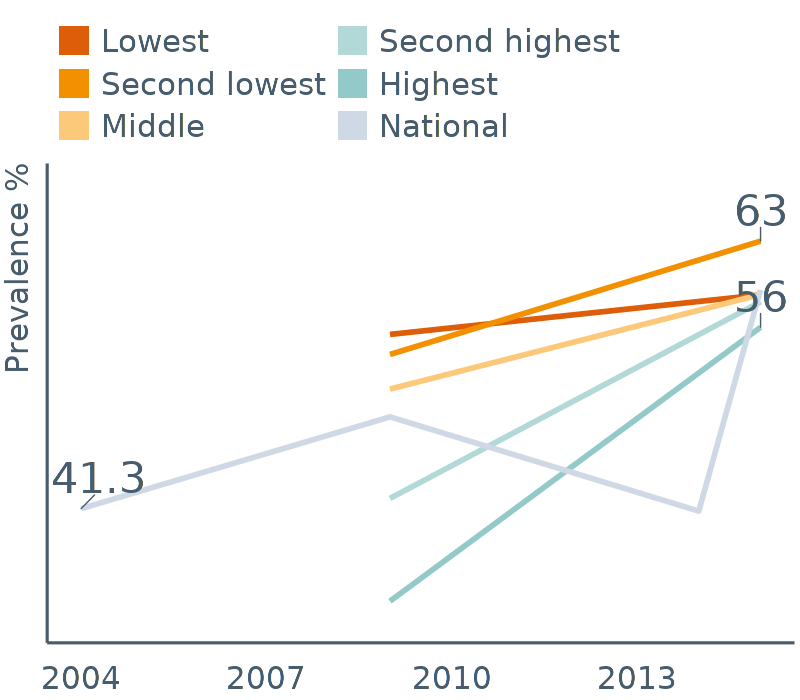 Lowest
Second lowest
Middle
Second highest
Highest
National
Prevalence %
63
56
41.3
2004
2007
2010
2013